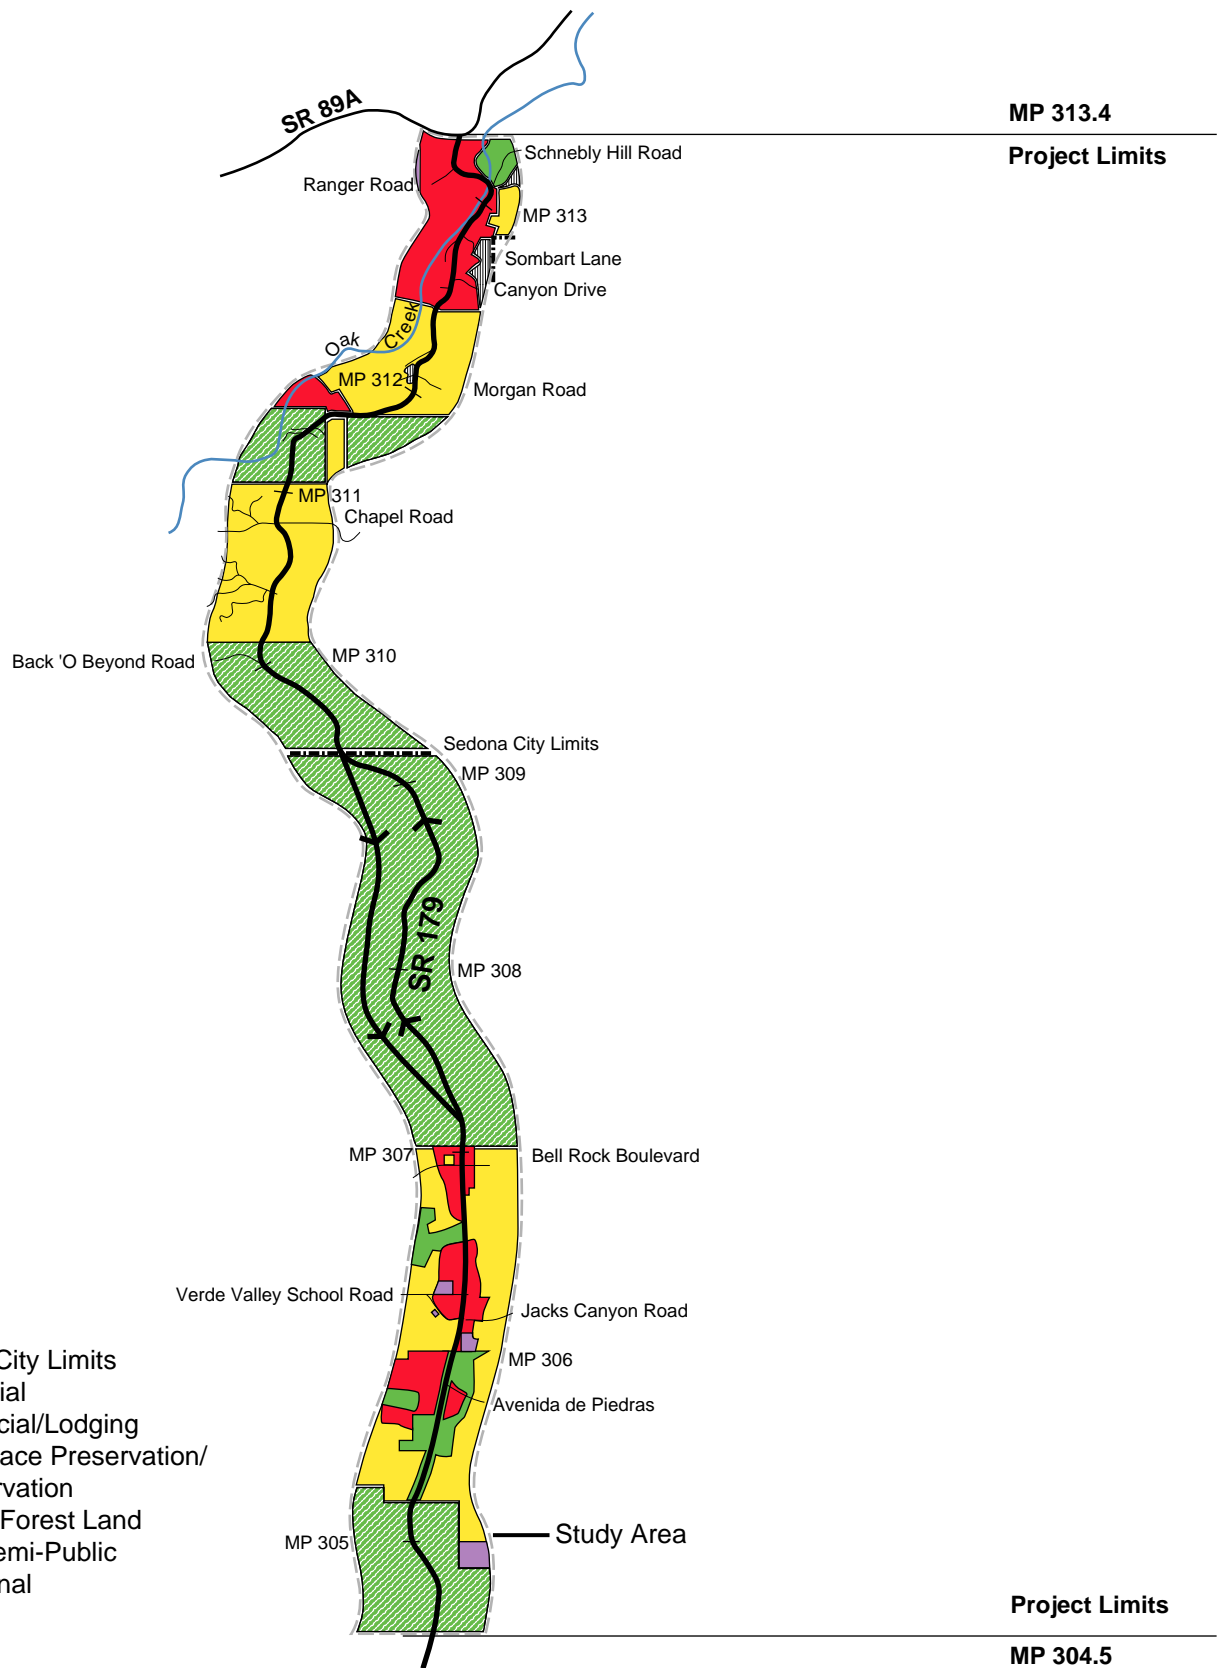 MP 313.4
SR 89A
Schnebly Hill Road
Project Limits
Ranger Road
MP 313
Sombart Lane
Canyon Drive
Oak Creek
MP 312
Morgan Road
MP 311
Chapel Road
Back 'O Beyond Road
MP 310
Sedona City Limits
MP 309
SR 179
MP 308
MP 307
Bell Rock Boulevard
Verde Valley School Road
Jacks Canyon Road
City Limits
MP 306
ial
Avenida de Piedras
cial/Lodging
ace Preservation/
rvation
Forest Land
Study Area
MP 305
emi-Public
nal
Project Limits
MP 304.5